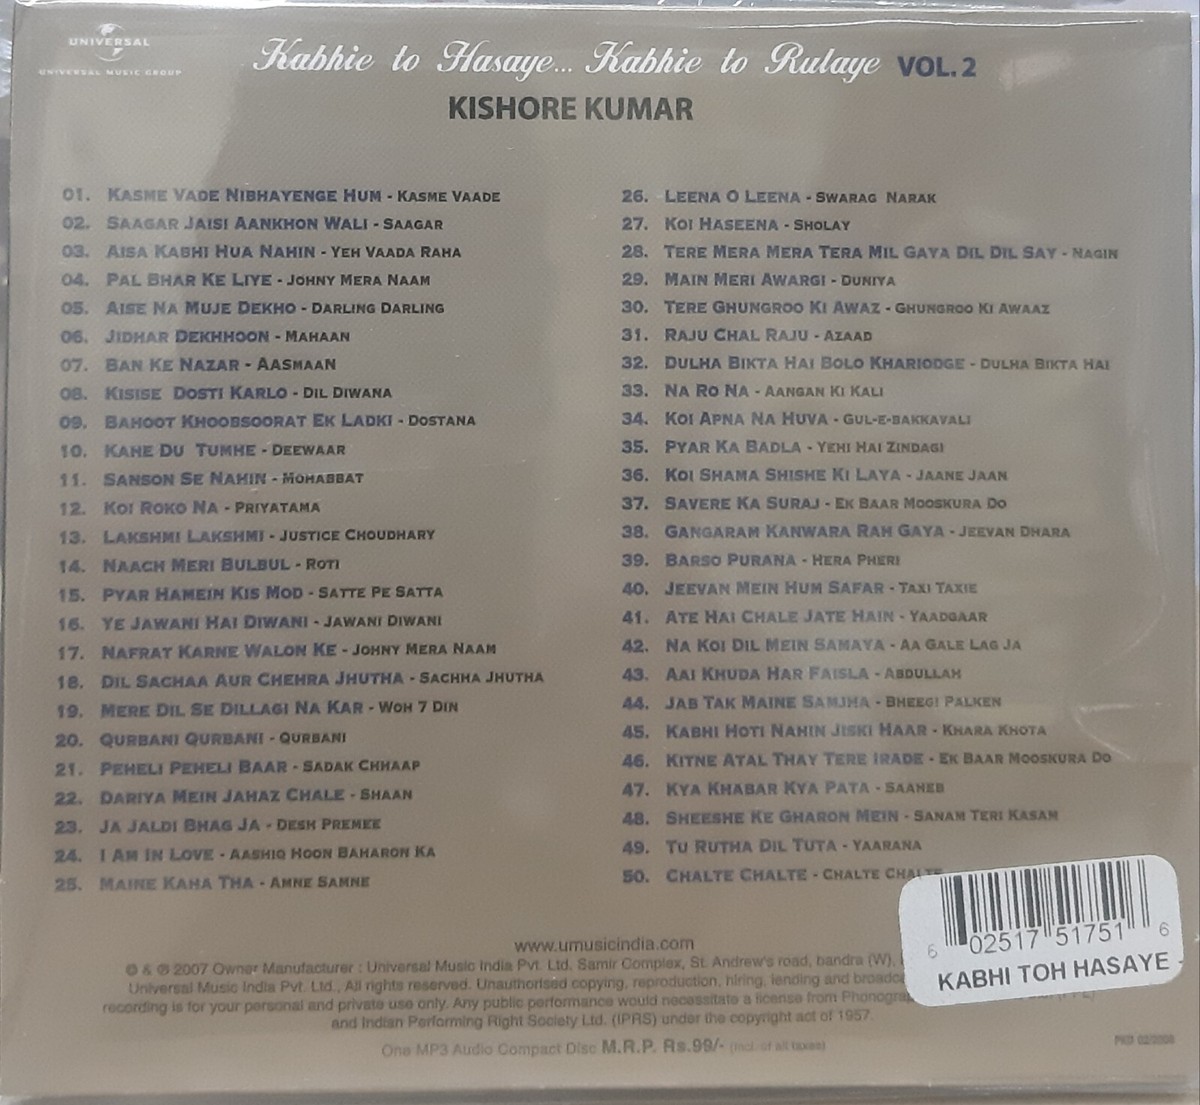 UNIVERSAL
UNIVERSAL MUSIC GROUP
Kabhie to Hasaye... Kabhie to Rulaye VOL. 2
KISHORE KUMAR
01. KASME VADE NIBHAYENGE HUM - KASME VAADE
02. SAAGAR JAISI AANKHON WALI - SAAGAR
03. AISA KABHI HUA NAHIN - YEH VAADA RAHA
04. PAL BHAR KE LIYE - JOHNY MERA NAAM
05. AISE NA MUJE DEKHO - DARLING DARLING
06. JIDHAR DEKHHOON - MAHAAN
07. BAN KE NAZAR - AASMAAN
08. KISISE DOSTI KARLO - DIL DIWANA
09. BAHOOT KHOOBSOORAT EK LADKI - DOSTANA
10. KAHE DU TUMHE - DEEWAAR
11. SANSON SE NAHIN - MOHABBAT
12. KOI ROKO NA - PRIYATAMA
13. LAKSHMI LAKSHMI - JUSTICE CHOUDHARY
14. NAACH MERI BULBUL - ROTI
15. PYAR HAMEIN KIS MOD - SATTE PE SATTA
16. YE JAWANI HAI DIWANI - JAWANI DIWANI
17. NAFRAT KARNE WALON KE - JOHNY MERA NAAM
18. DIL SACHAA AUR CHEHRA JHUTHA - SACHHA JHUTHA
19. MERE DIL SE DILLAGI NA KAR - WOH 7 DIN
20. QURBANI QURBANI - QURBANI
21. PEHELI PEHELI BAAR - SADAK CHHAAP
22. DARIYA MEIN JAHAZ CHALE - SHAAN
23. JA JALDI BHAG JA - DESH PREMEE
24. I AM IN LOVE - AASHIQ HOON BAHARON KA
25. MAINE KAHA THA - AMNE SAMNE
26. LEENA O LEENA - SWARAG NARAK
27. KOI HASEENA - SHOLAY
28. TERE MERA MERA TERA MIL GAYA DIL DIL SAY - NAGIN
29. MAIN MERI AWARGI - DUNIYA
30. TERE GHUNGROO KI AWAZ - GHUNGROO KI AWAAZ
31. RAJU CHAL RAJU - AZAAD
32. DULHA BIKTA HAI BOLO KHARIODGE - DULHA BIKTA HAI
33. NA RO NA - AANGAN KI KALI
34. KOI APNA NA HUVA - GUL-E-BAKKAVALI
35. PYAR KA BADLA - YEHI HAI ZINDAGI
36. KOI SHAMA SHISHE KI LAYA - JAANE JAAN
37. SAVERE KA SURAJ - EK BAAR MOOSKURA DO
38. GANGARAM KANWARA RAH GAYA - JEEVAN DHARA
39. BARSO PURANA - HERA PHERI
40. JEEVAN MEIN HUM SAFAR - TAXI TAXIE
41. ATE HAI CHALE JATE HAIN - YAADGAAR
42. NA KOI DIL MEIN SAMAYA - AA GALE LAG JA
43. AAI KHUDA HAR FAISLA - ABDULLAH
44. JAB TAK MAINE SAMJHA - BHEEGI PALKEN
45. KABHI HOTI NAHIN JISKI HAAR - KHARA KHOTA
46. KITNE ATAL THAY TERE IRADE - EK BAAR MOOSKURA DO
47. KYA KHABAR KYA PATA - SAAHEB
48. SHEESHE KE GHARON MEIN - SANAM TERI KASAM
49. TU RUTHA DIL TUTA - YAARANA
50. CHALTE CHALTE - CHALTE CHALTE
6 02517 51751 6
KABHI TOH HASAYE -
www.umusicindia.com
© & ℗ 2007 Owner Manufacturer : Universal Music India Pvt. Ltd. Samir Complex, St. Andrew's road, bandra (W),
Universal Music India Pvt. Ltd., All rights reserved. Unauthorised copying, reproduction, hiring, lending and
recording is for your personal and private use only. Any public performance would necessitate a license from
and Indian Performing Right Society Ltd. (IPRS) under the copyright act of 1957.
One MP3 Audio Compact Disc M.R.P. Rs.99/- (incl. of all taxes)